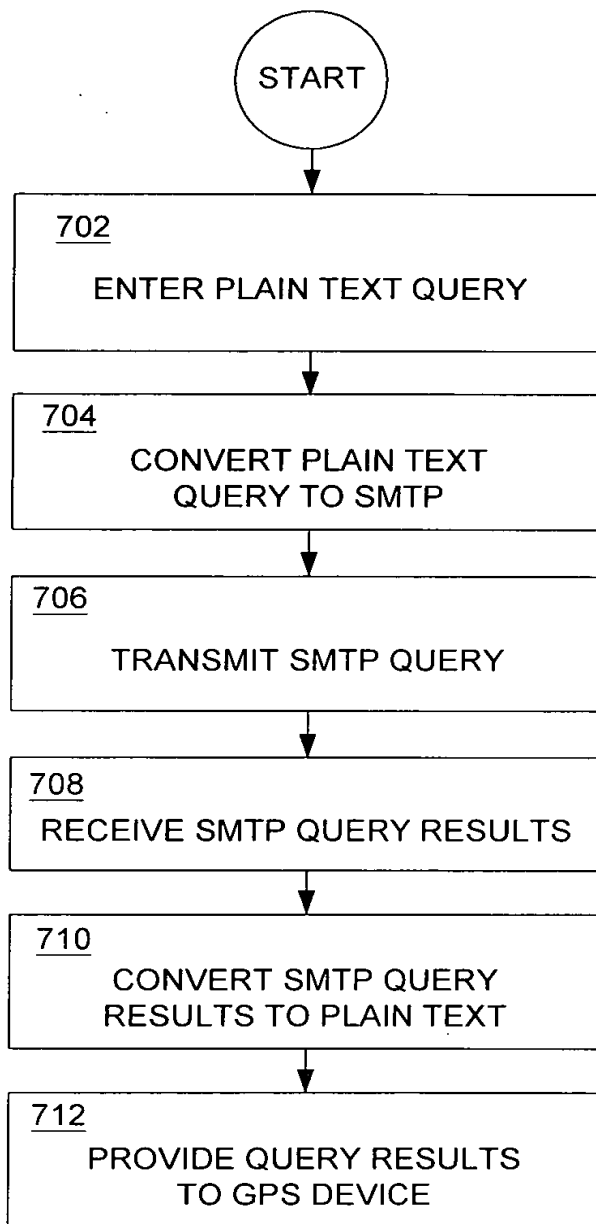 START
702
ENTER PLAIN TEXT QUERY
704
CONVERT PLAIN TEXT
QUERY TO SMTP
706
TRANSMIT SMTP QUERY
708
RECEIVE SMTP QUERY RESULTS
710
CONVERT SMTP QUERY
RESULTS TO PLAIN TEXT
712
PROVIDE QUERY RESULTS
TO GPS DEVICE